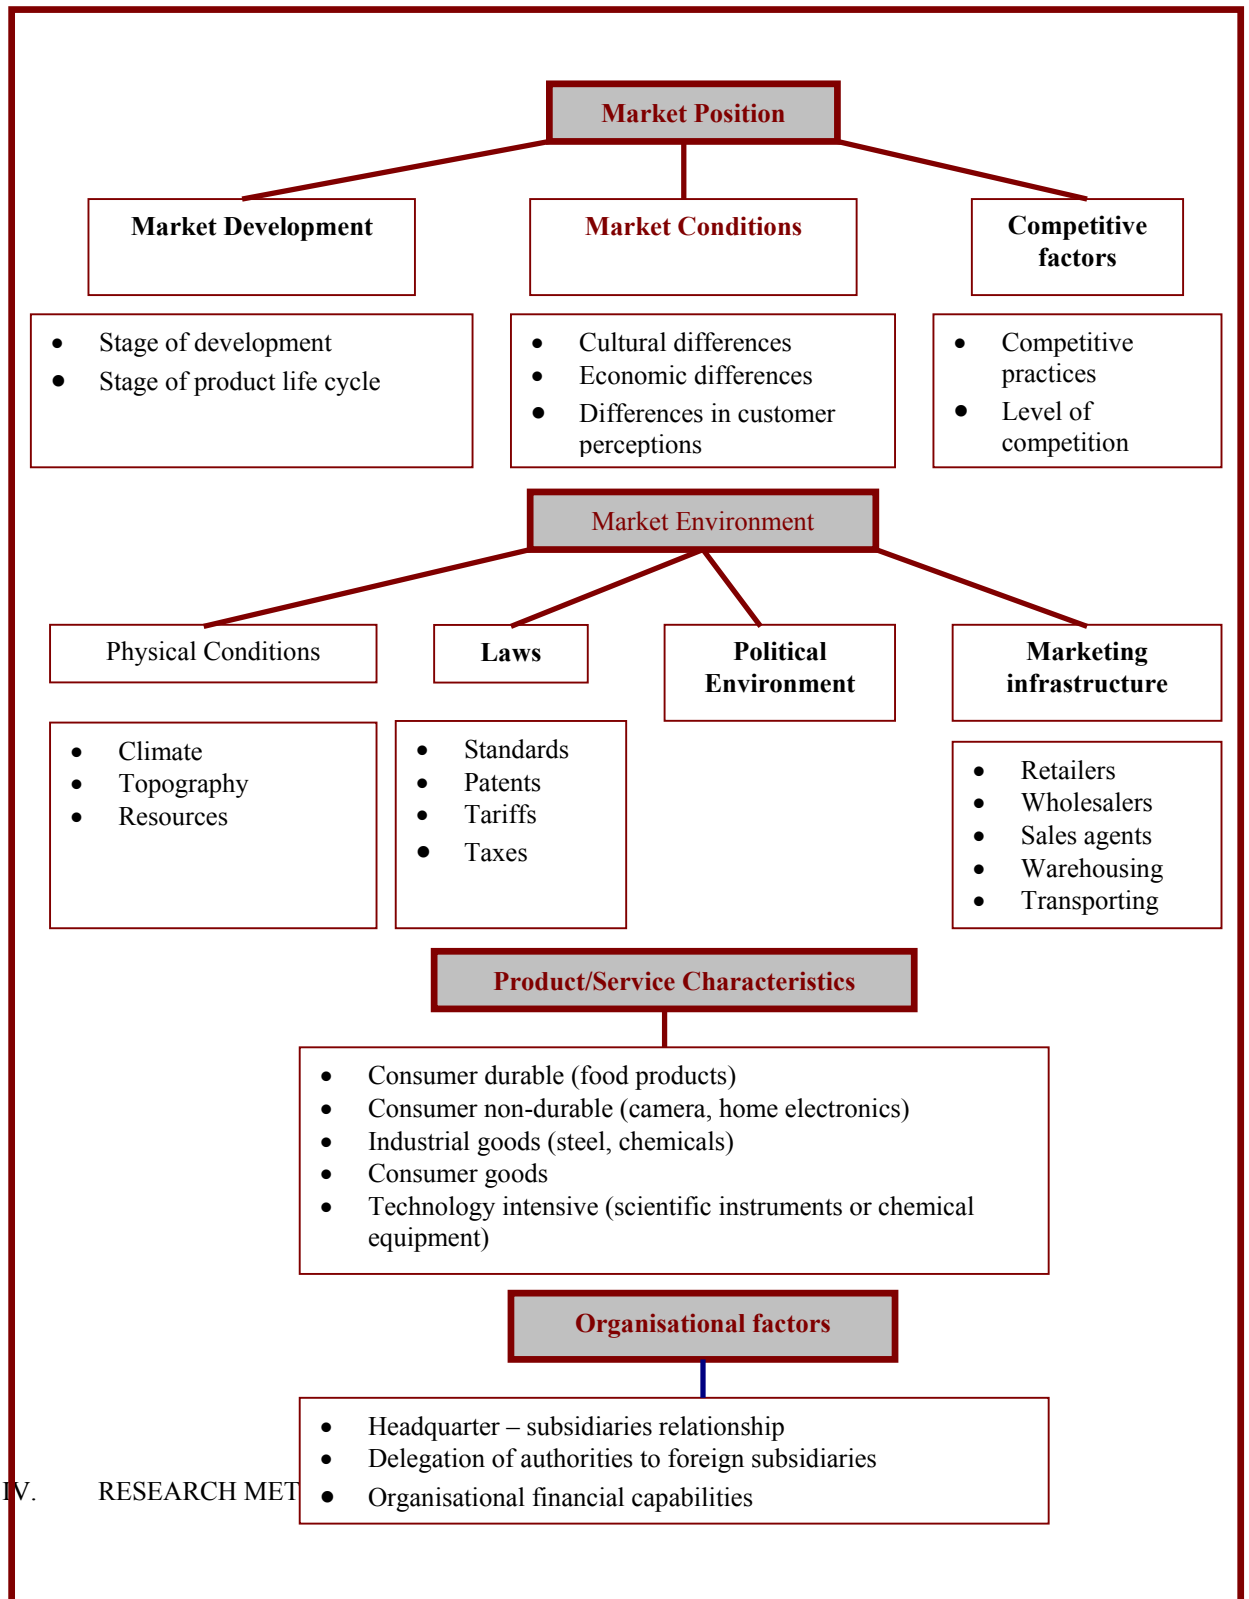 Market Position
Market Development
Market Conditions
Competitive
factors
• Stage of development
• Stage of product life cycle
• Cultural differences
• Economic differences
• Differences in customer
perceptions
• Competitive
practices
• Level of
competition
Market Environment
Physical Conditions
Laws
Political
Environment
Marketing
infrastructure
• Climate
• Topography
• Resources
• Standards
• Patents
• Tariffs
• Taxes
• Retailers
• Wholesalers
• Sales agents
• Warehousing
• Transporting
Product/Service Characteristics
• Consumer durable (food products)
• Consumer non-durable (camera, home electronics)
• Industrial goods (steel, chemicals)
• Consumer goods
• Technology intensive (scientific instruments or chemical
equipment)
Organisational factors
• Headquarter – subsidiaries relationship
• Delegation of authorities to foreign subsidiaries
• Organisational financial capabilities
IV. RESEARCH MET